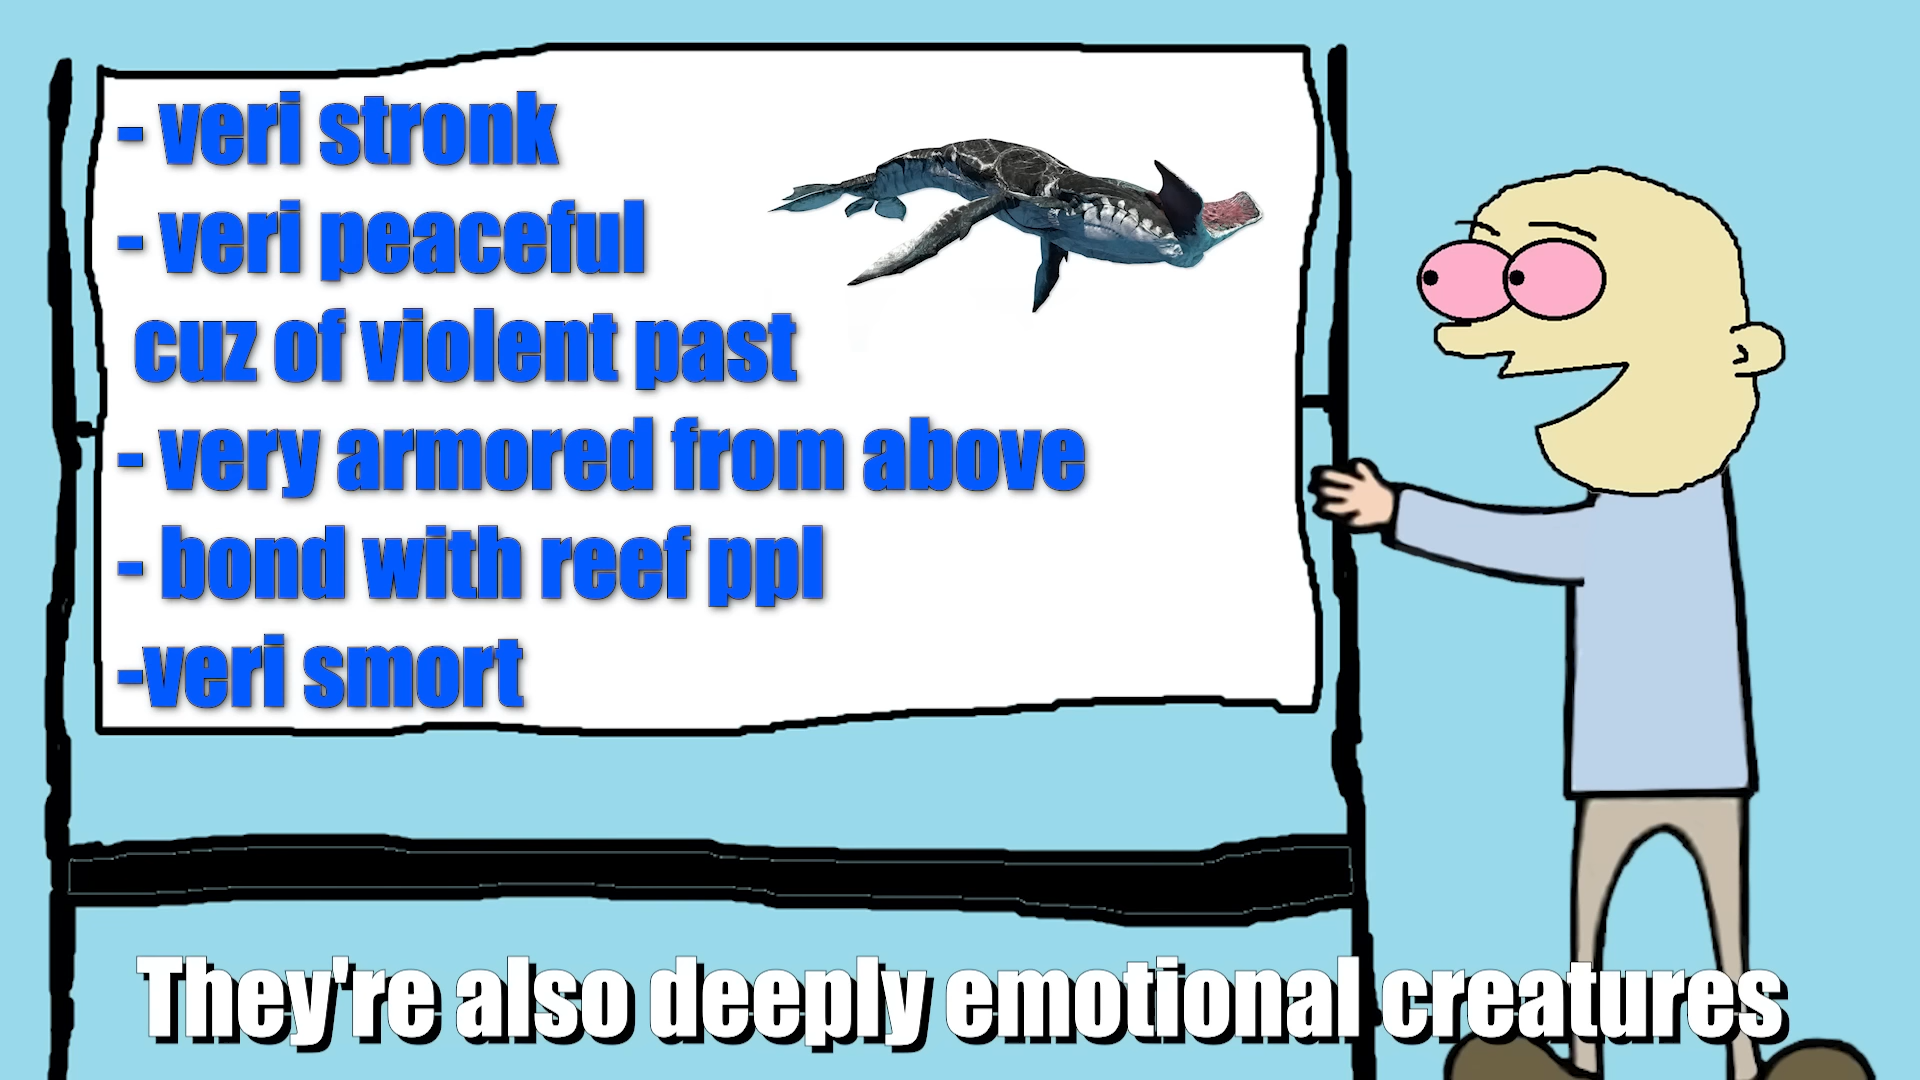 - veri stronk
- veri peaceful
cuz of violent past
- very armored from above
- bond with reef ppl
-veri smort
They're also deeply emotional creatures